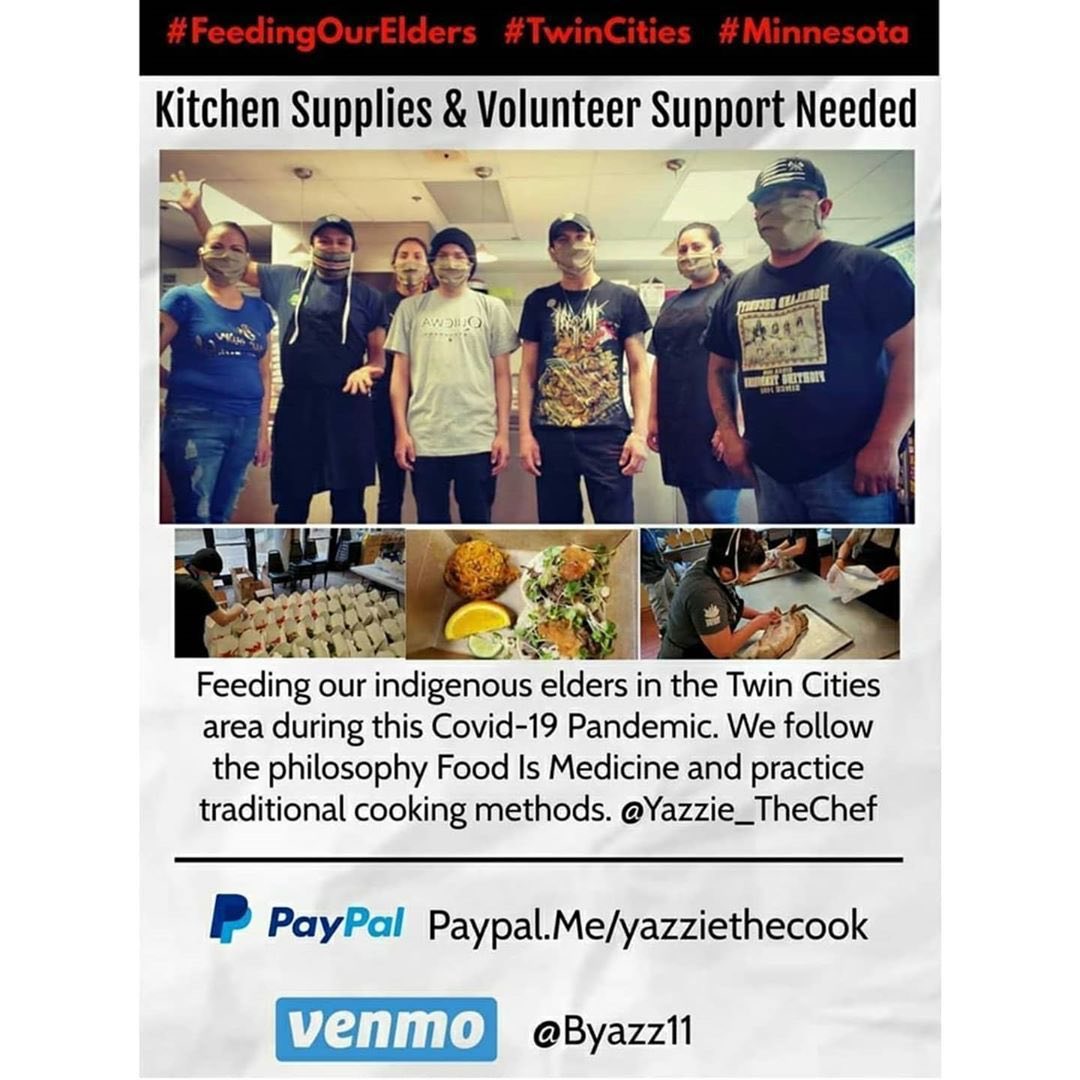 #FeedingOurElders #TwinCities #Minnesota
Kitchen Supplies & Volunteer Support Needed
Feeding our indigenous elders in the Twin Cities
area during this Covid-19 Pandemic. We follow
the philosophy Food Is Medicine and practice
traditional cooking methods. @Yazzie_TheChef
PayPal Paypal.Me/yazziethecook
venmo @Byazz11